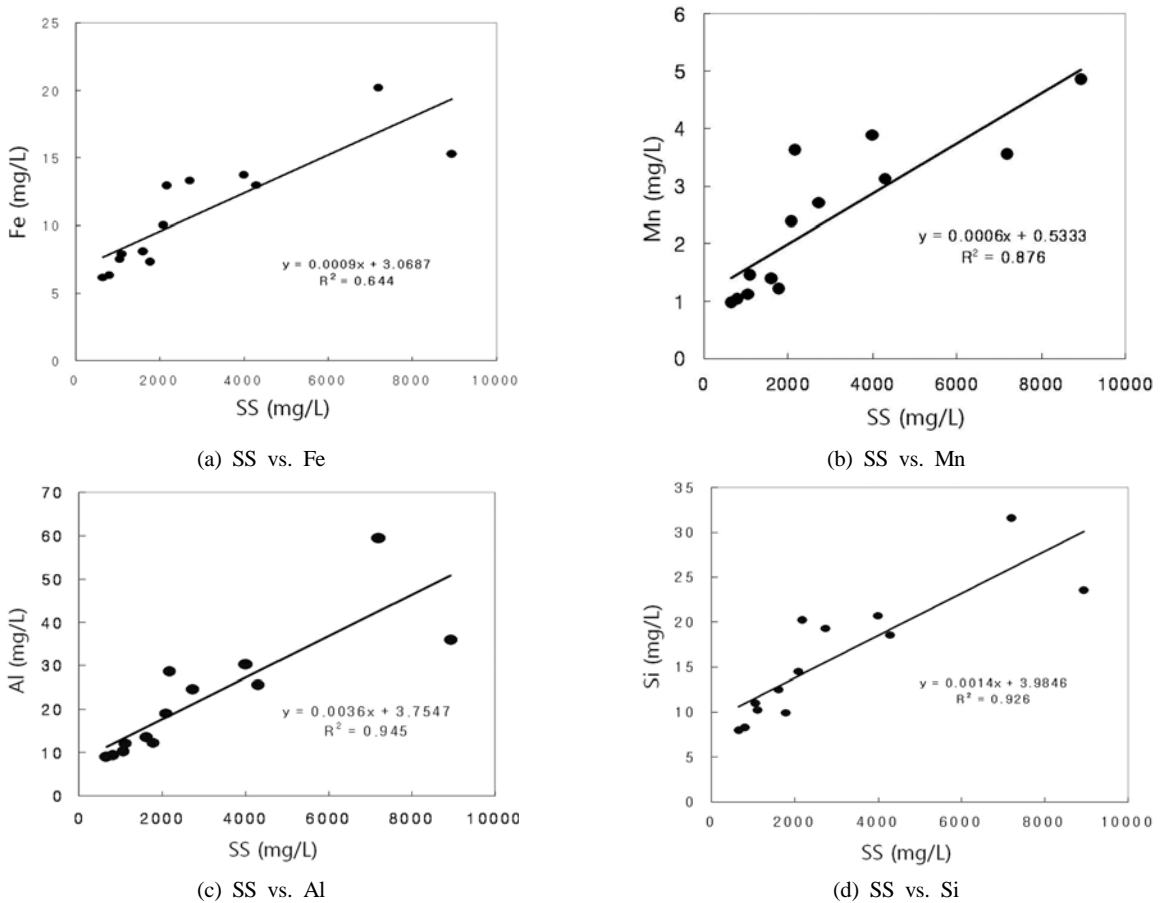 25
20
15
10
5
0
Fe (mg/L)
y = 0.0009x + 3.0687
R² = 0.644
0 2000 4000 6000 8000 10000
SS (mg/L)
(a) SS vs. Fe
6
5
4
3
2
1
0
Mn (mg/L)
y = 0.0006x + 0.5333
R² = 0.876
0 2000 4000 6000 8000 10000
SS (mg/L)
(b) SS vs. Mn
70
60
50
40
30
20
10
0
Al (mg/L)
y = 0.0036x + 3.7547
R² = 0.945
0 2000 4000 6000 8000 10000
SS (mg/L)
(c) SS vs. Al
35
30
25
20
15
10
5
0
Si (mg/L)
y = 0.0014x + 3.9846
R² = 0.926
0 2000 4000 6000 8000 10000
SS (mg/L)
(d) SS vs. Si